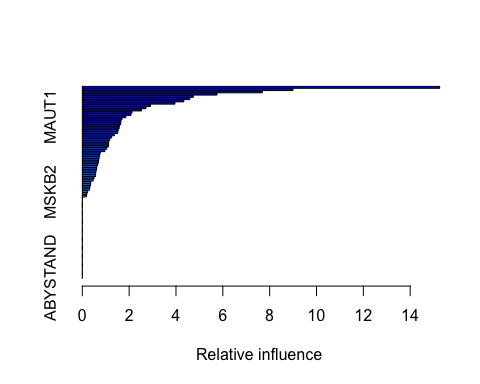 MAUT1
MSKB2
ABYSTAND
0 2 4 6 8 10 12 14
Relative influence